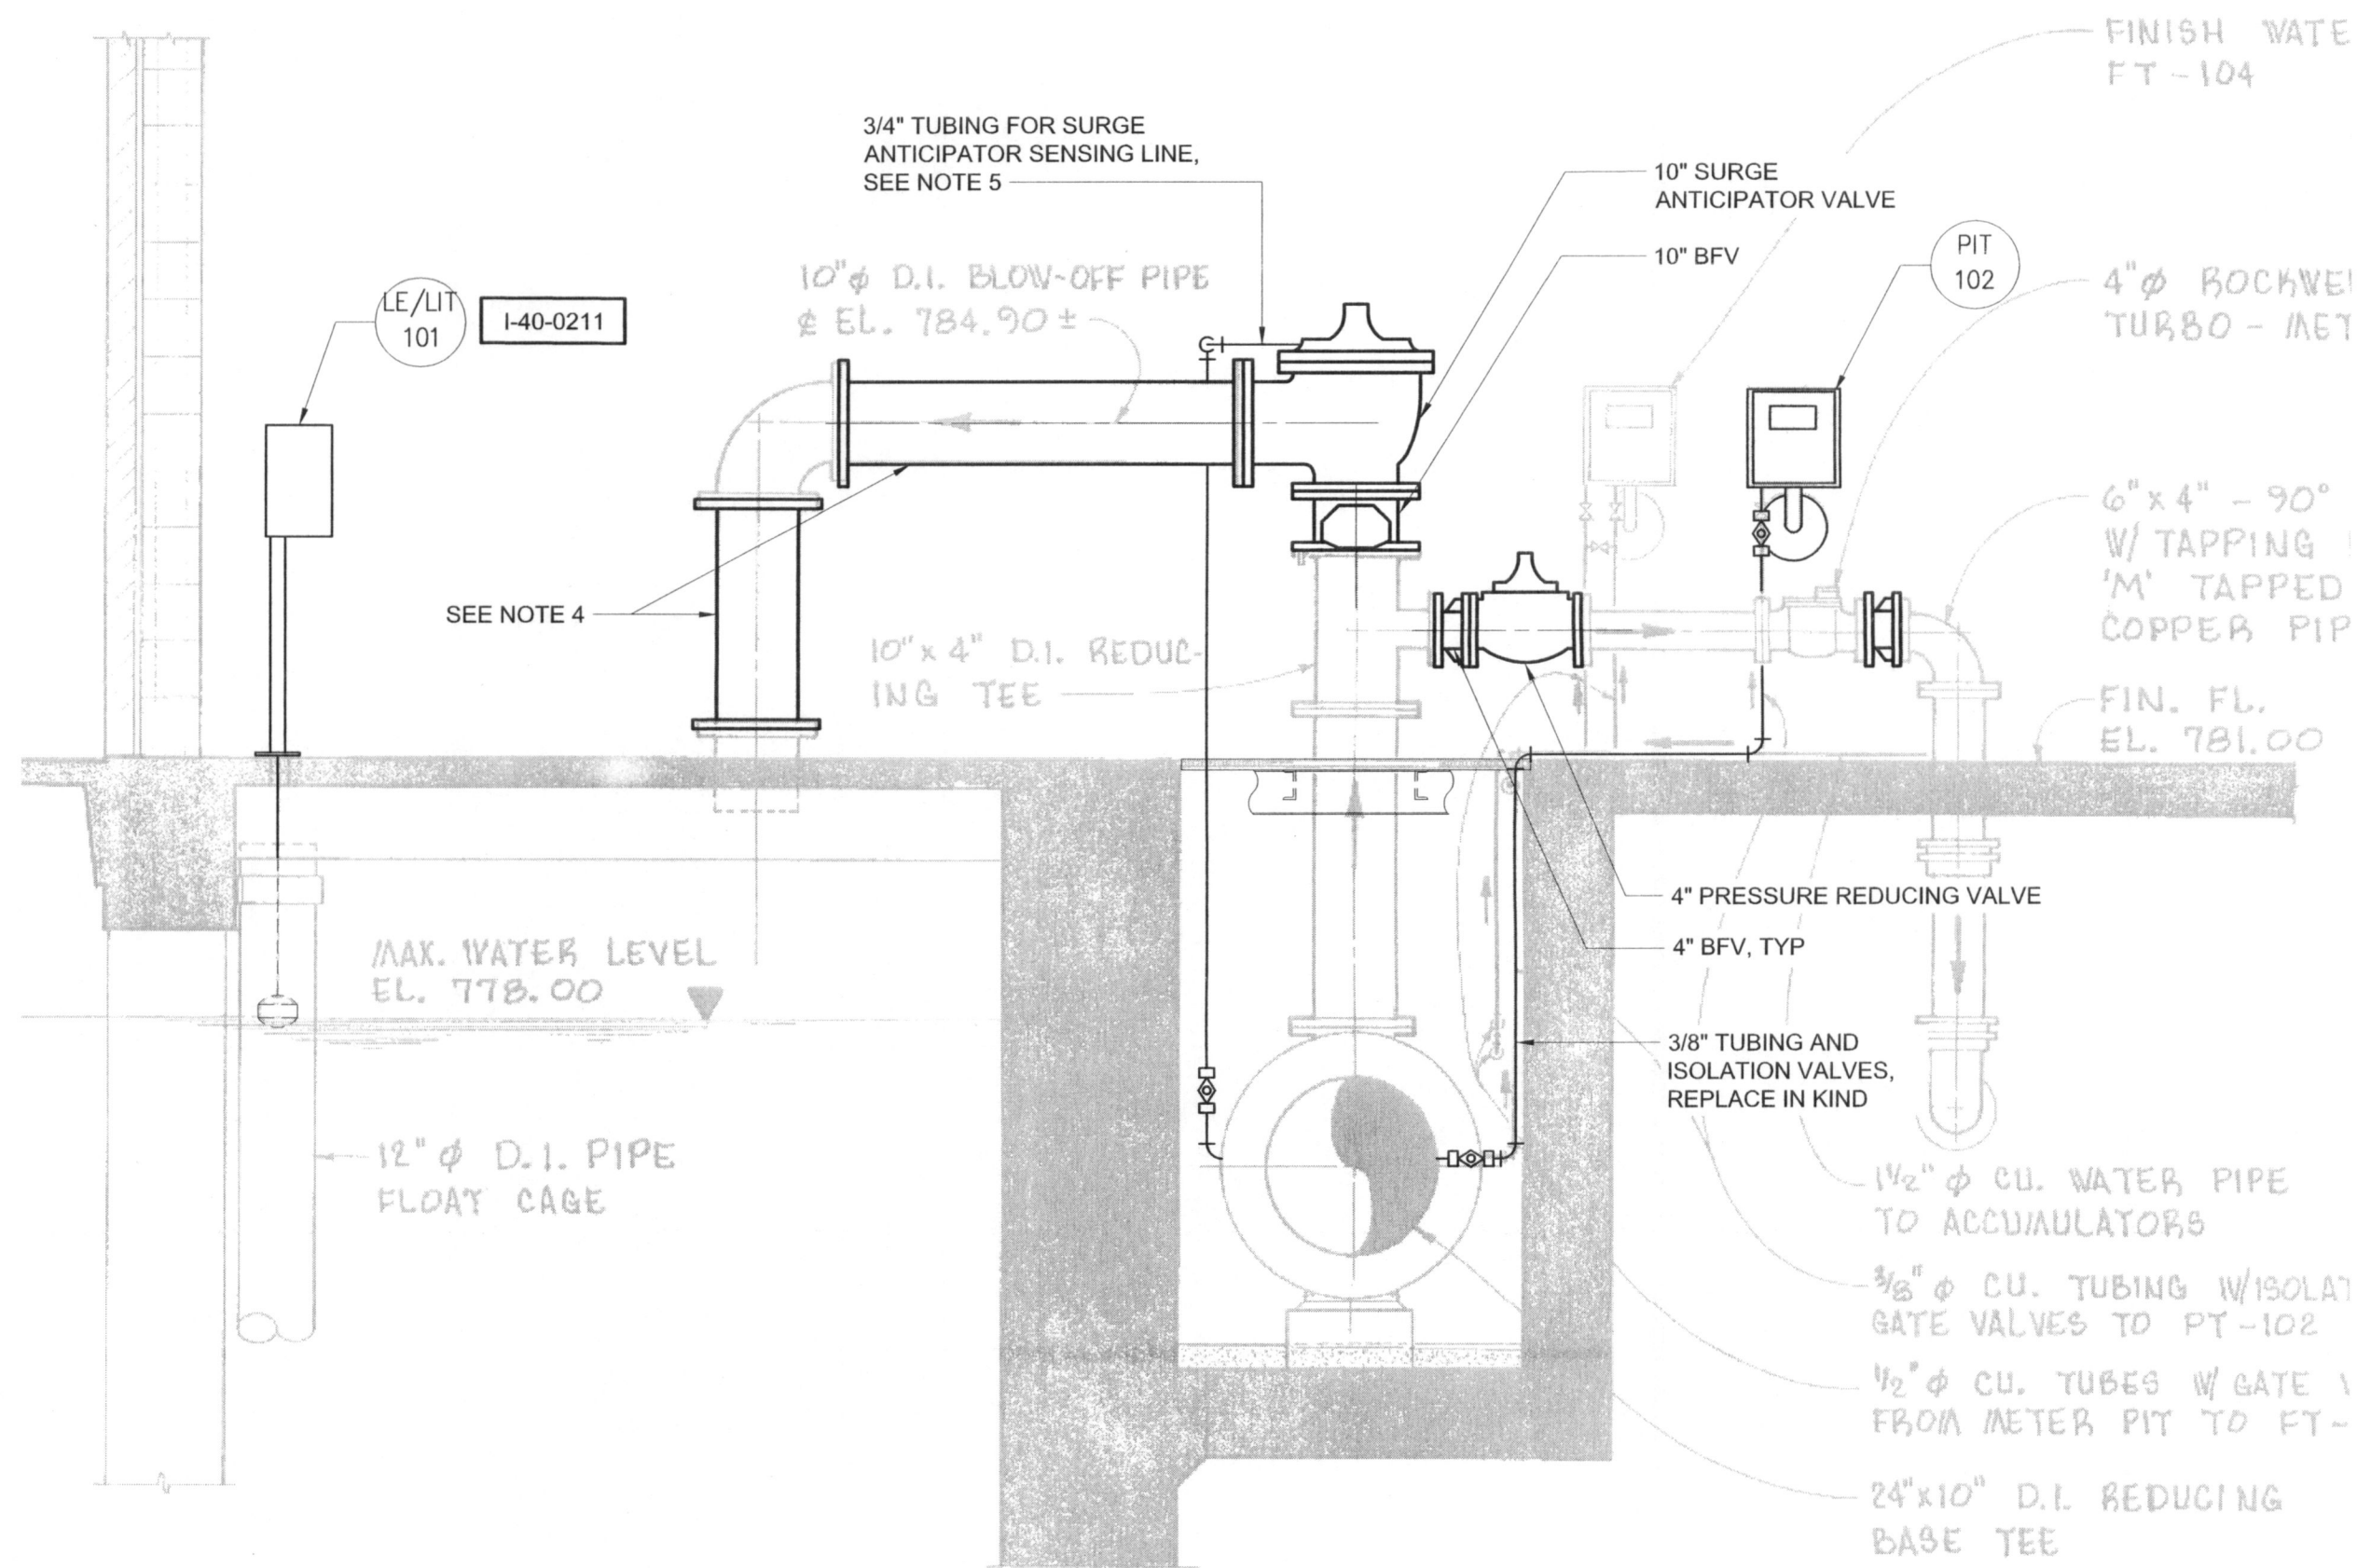 FINISH WATE
FT-104
3/4" TUBING FOR SURGE
ANTICIPATOR SENSING LINE,
SEE NOTE 5
10" SURGE
ANTICIPATOR VALVE
10" BFV
PIT
102
10"ϕ D.I. BLOW-OFF PIPE
℄ EL. 784.90 ±
4"ϕ ROCKWEL
TURBO - MET
LE/LIT
101
I-40-0211
6" x 4" - 90°
W/ TAPPING
'M' TAPPED
COPPER PIP
SEE NOTE 4
10" x 4" D.I. REDUC-
ING TEE
FIN. FL.
EL. 781.00
4" PRESSURE REDUCING VALVE
4" BFV, TYP
MAX. WATER LEVEL
EL. 778.00
3/8" TUBING AND
ISOLATION VALVES,
REPLACE IN KIND
12" ϕ D.I. PIPE
FLOAT CAGE
1½" ϕ CU. WATER PIPE
TO ACCUMULATORS
3/8" ϕ CU. TUBING W/ISOLAT
GATE VALVES TO PT-102
½" ϕ CU. TUBES W/ GATE
FROM METER PIT TO FT-
24"x10" D.I. REDUCING
BASE TEE